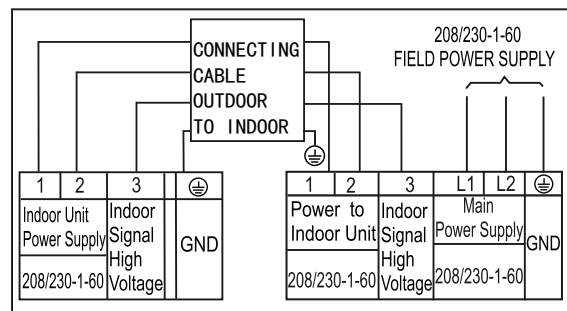 208/230-1-60
FIELD POWER SUPPLY
CONNECTING
CABLE
OUTDOOR
TO INDOOR
1 2 3
Indoor Unit
Power Supply
208/230-1-60
Indoor
Signal
High
Voltage
GND
1 2 3 L1 L2
Power to
Indoor Unit
208/230-1-60
Indoor
Signal
High
Voltage
Main
Power Supply
208/230-1-60
GND